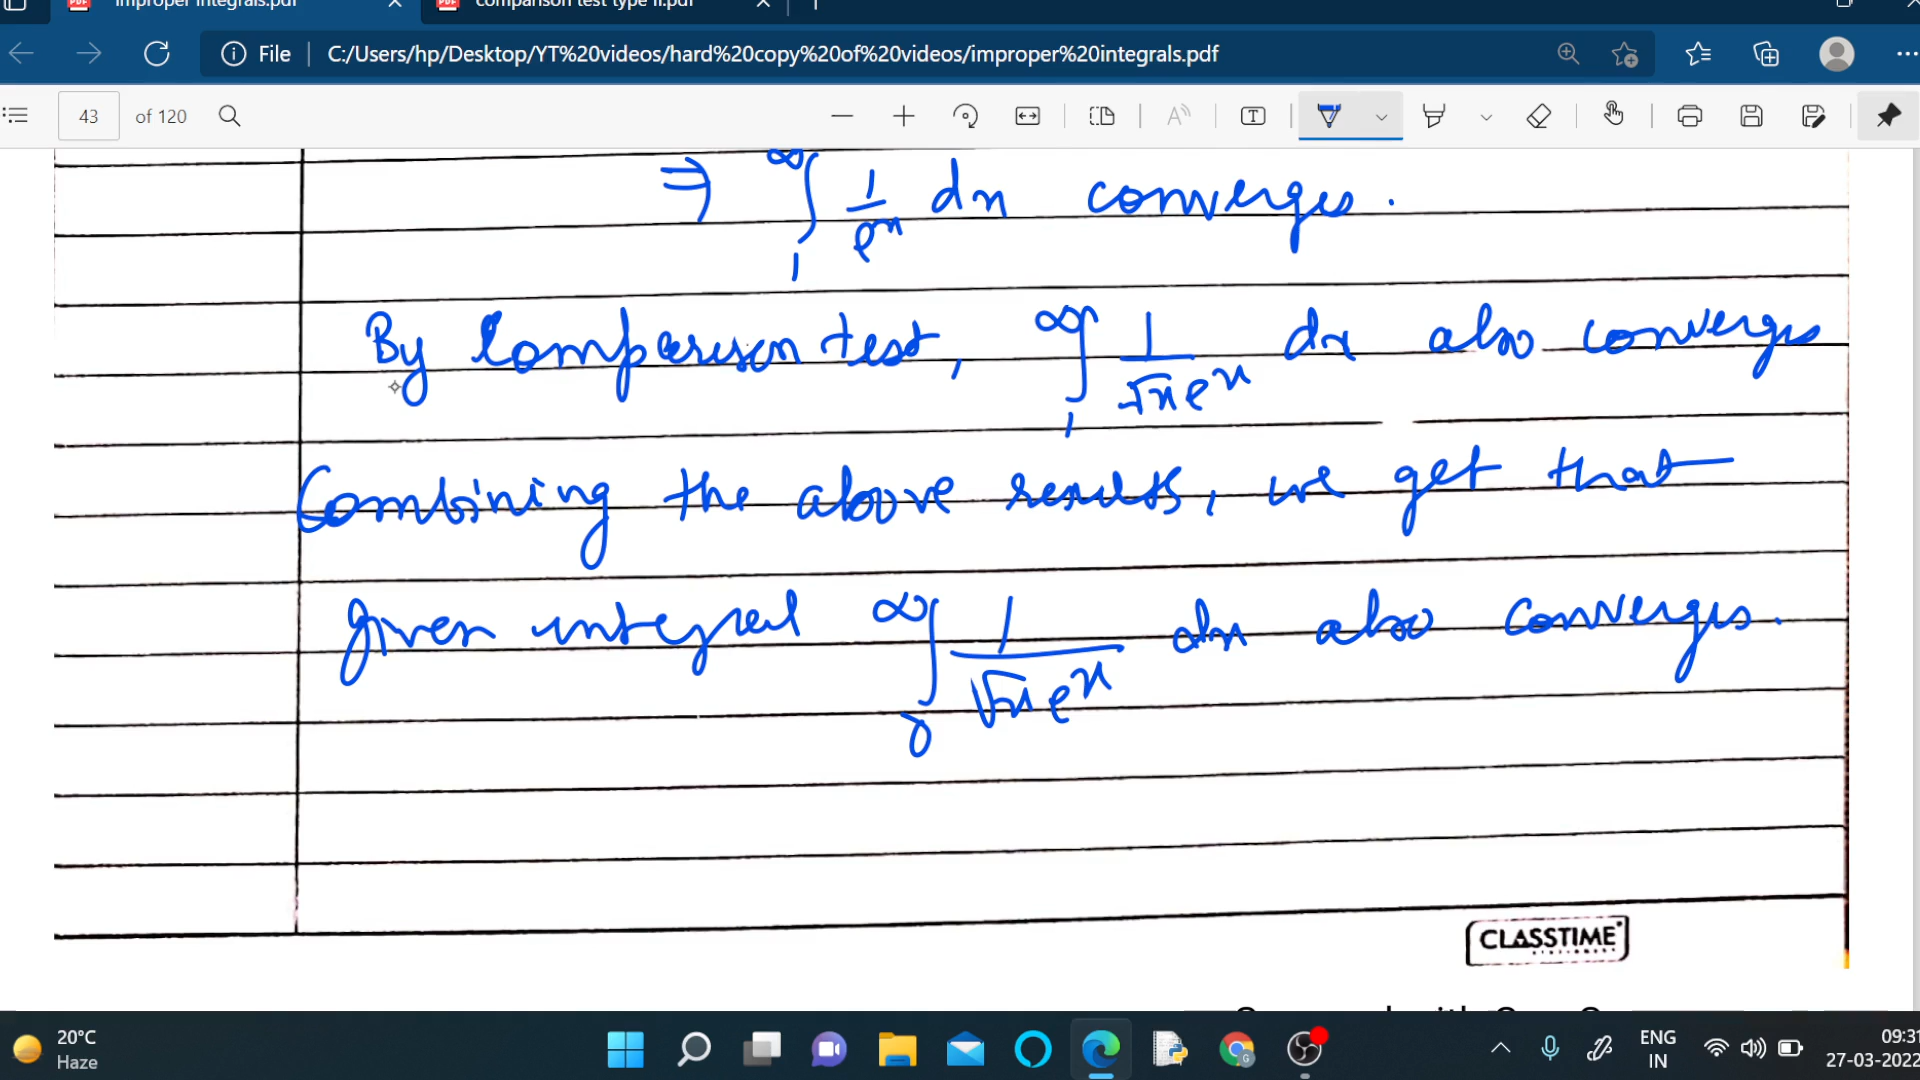 improper integrals.pdf
comparison test type II.pdf
File
C:/Users/hp/Desktop/YT%20videos/hard%20copy%20of%20videos/improper%20integrals.pdf
43 of 120
⇒ ∫₁^∞ 1/eˣ dx converges.
By Comparison test, ∫₁^∞ 1/(√x eˣ) dx also converges
Combining the above results, we get that
given integral ∫₀^∞ 1/(√x eˣ) dx also converges.
CLASSTIME
20°C
Haze
ENG
IN
09:31
27-03-2022